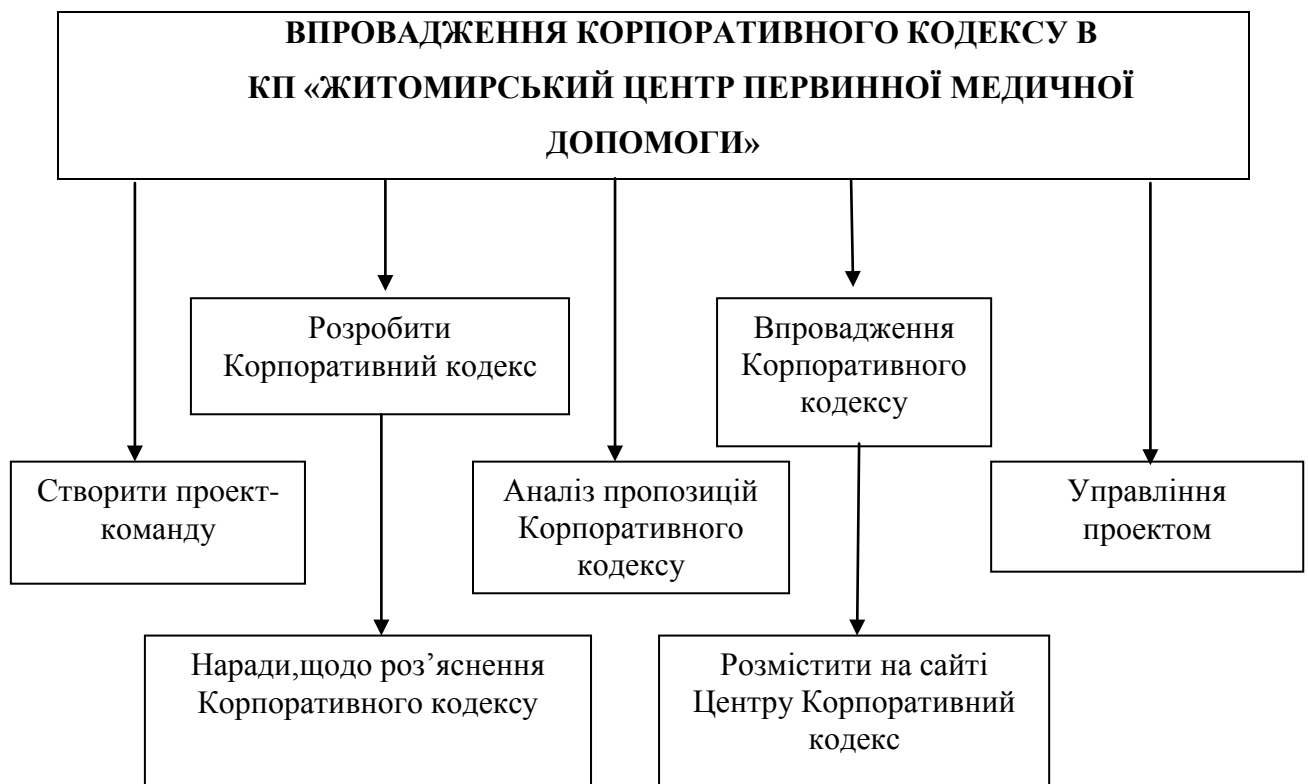 ВПРОВАДЖЕННЯ КОРПОРАТИВНОГО КОДЕКСУ В
КП «ЖИТОМИРСЬКИЙ ЦЕНТР ПЕРВИННОЇ МЕДИЧНОЇ
ДОПОМОГИ»
Розробити
Корпоративний кодекс
Впровадження
Корпоративного
кодексу
Створити проект-
команду
Аналіз пропозицій
Корпоративного
кодексу
Управління
проектом
Наради,щодо роз’яснення
Корпоративного кодексу
Розмістити на сайті
Центру Корпоративний
кодекс